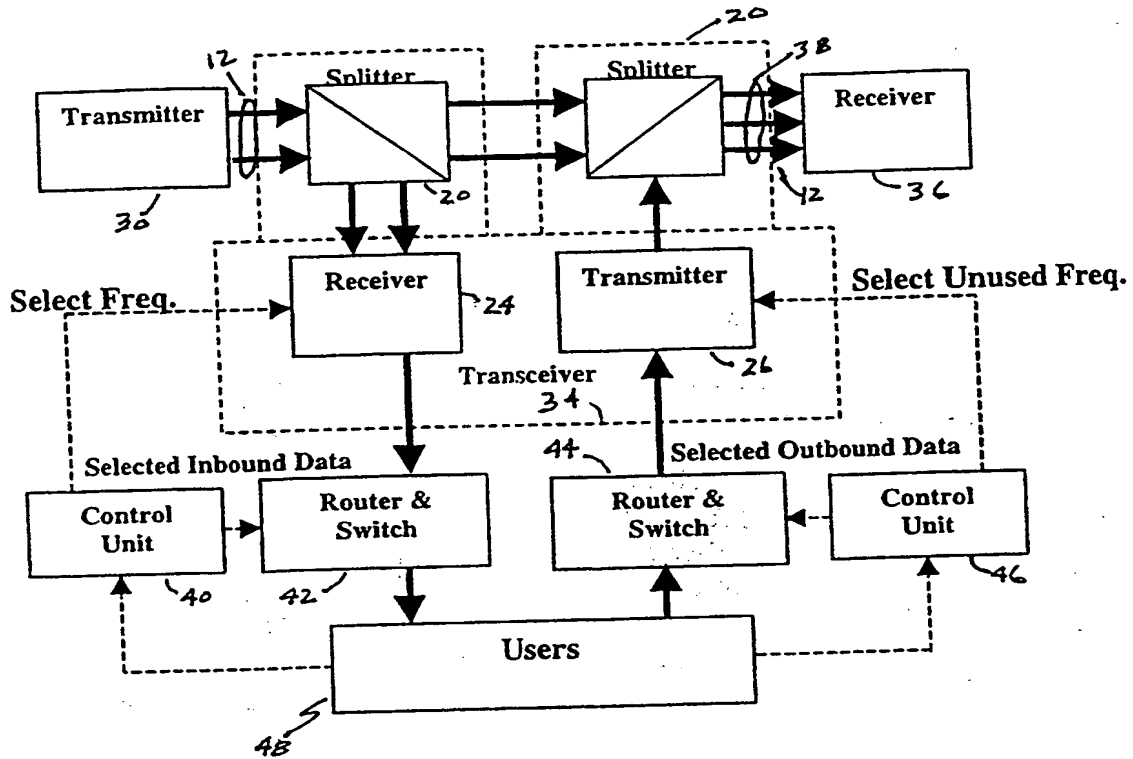 20
12
Splitter
Splitter
38
Transmitter
Receiver
20
12
30
36
Receiver
Transmitter
Select Freq.
24
Select Unused Freq.
26
Transceiver
34
44
Selected Inbound Data
Selected Outbound Data
Control
Unit
Router &
Switch
Router &
Switch
Control
Unit
40
42
46
Users
48